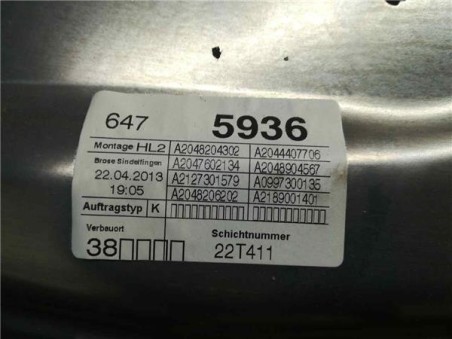 647 5936
Montage HL2 A2048204302 A2044407706
Brose Sindelfingen A2047602134 A2048904567
22.04.2013 A2127301579 A0997300135
19:05 A2048206202 A2189001401
Auftragstyp K
Verbauort Schichtnummer
38 22T411